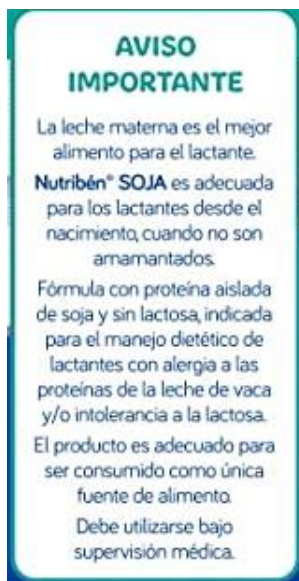 AVISO
IMPORTANTE
La leche materna es el mejor
alimento para el lactante.
Nutribén® SOJA es adecuada
para los lactantes desde el
nacimiento, cuando no son
amamantados.
Fórmula con proteína aislada
de soja y sin lactosa, indicada
para el manejo dietético de
lactantes con alergia a las
proteínas de la leche de vaca
y/o intolerancia a la lactosa.
El producto es adecuado para
ser consumido como única
fuente de alimento.
Debe utilizarse bajo
supervisión médica.